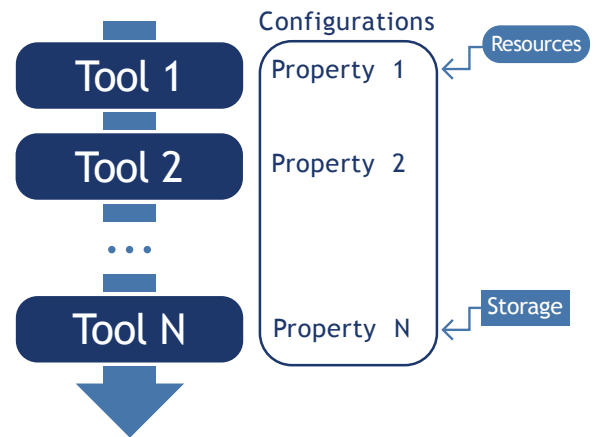 Configurations
Resources
Tool 1
Property 1
Tool 2
Property 2
...
Tool N
Property N
Storage